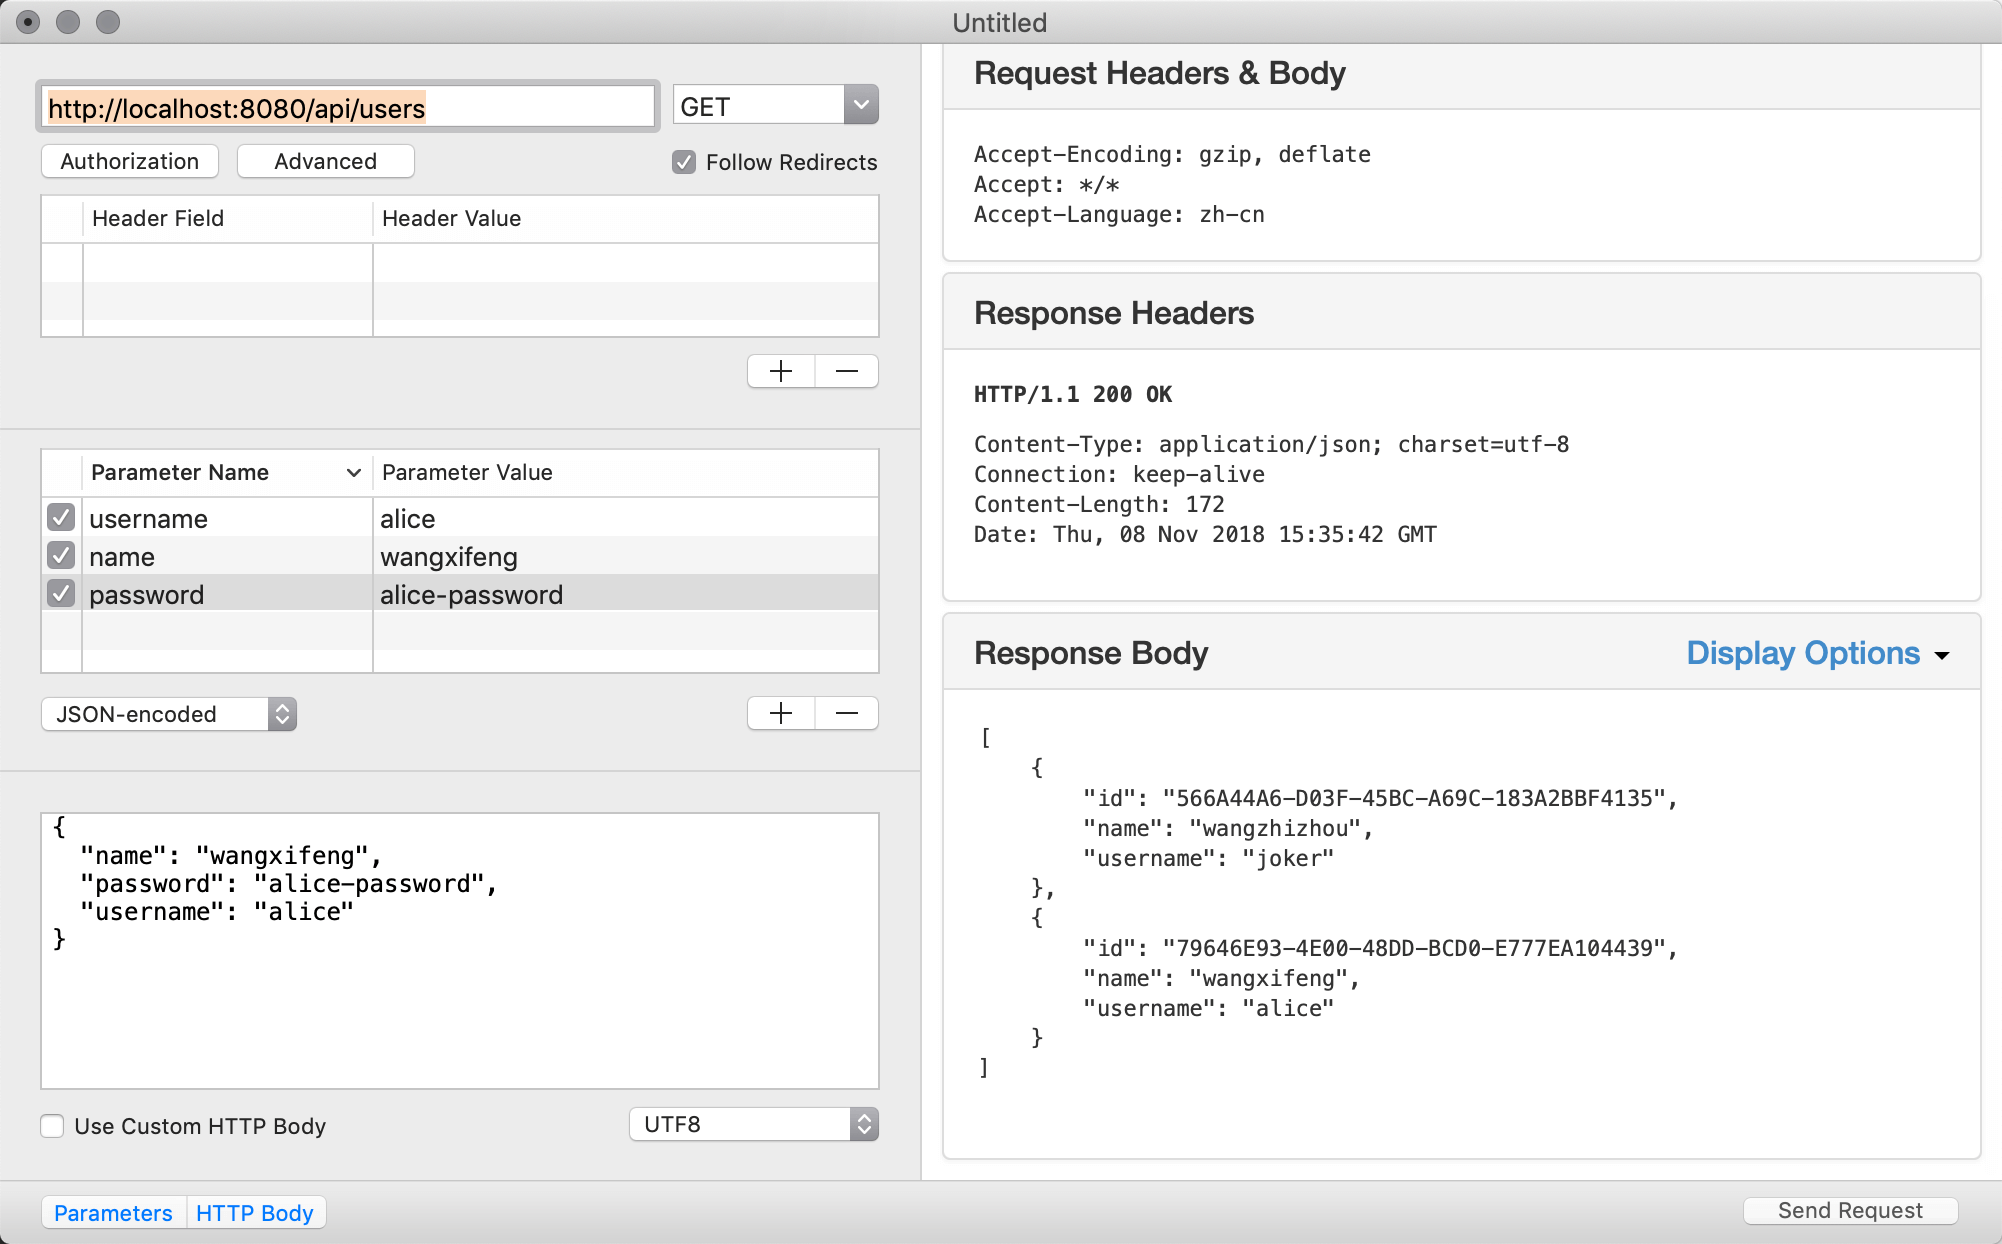 Untitled
http://localhost:8080/api/users
GET
Authorization
Advanced
Follow Redirects
Header Field
Header Value
Parameter Name
Parameter Value
username
alice
name
wangxifeng
password
alice-password
JSON-encoded
{
"name": "wangxifeng",
"password": "alice-password",
"username": "alice"
}
Use Custom HTTP Body
UTF8
Parameters
HTTP Body
Request Headers & Body
Accept-Encoding: gzip, deflate
Accept: */*
Accept-Language: zh-cn
Response Headers
HTTP/1.1 200 OK
Content-Type: application/json; charset=utf-8
Connection: keep-alive
Content-Length: 172
Date: Thu, 08 Nov 2018 15:35:42 GMT
Response Body
Display Options
[
{
"id": "566A44A6-D03F-45BC-A69C-183A2BBF4135",
"name": "wangzhizhou",
"username": "joker"
},
{
"id": "79646E93-4E00-48DD-BCD0-E777EA104439",
"name": "wangxifeng",
"username": "alice"
}
]
Send Request